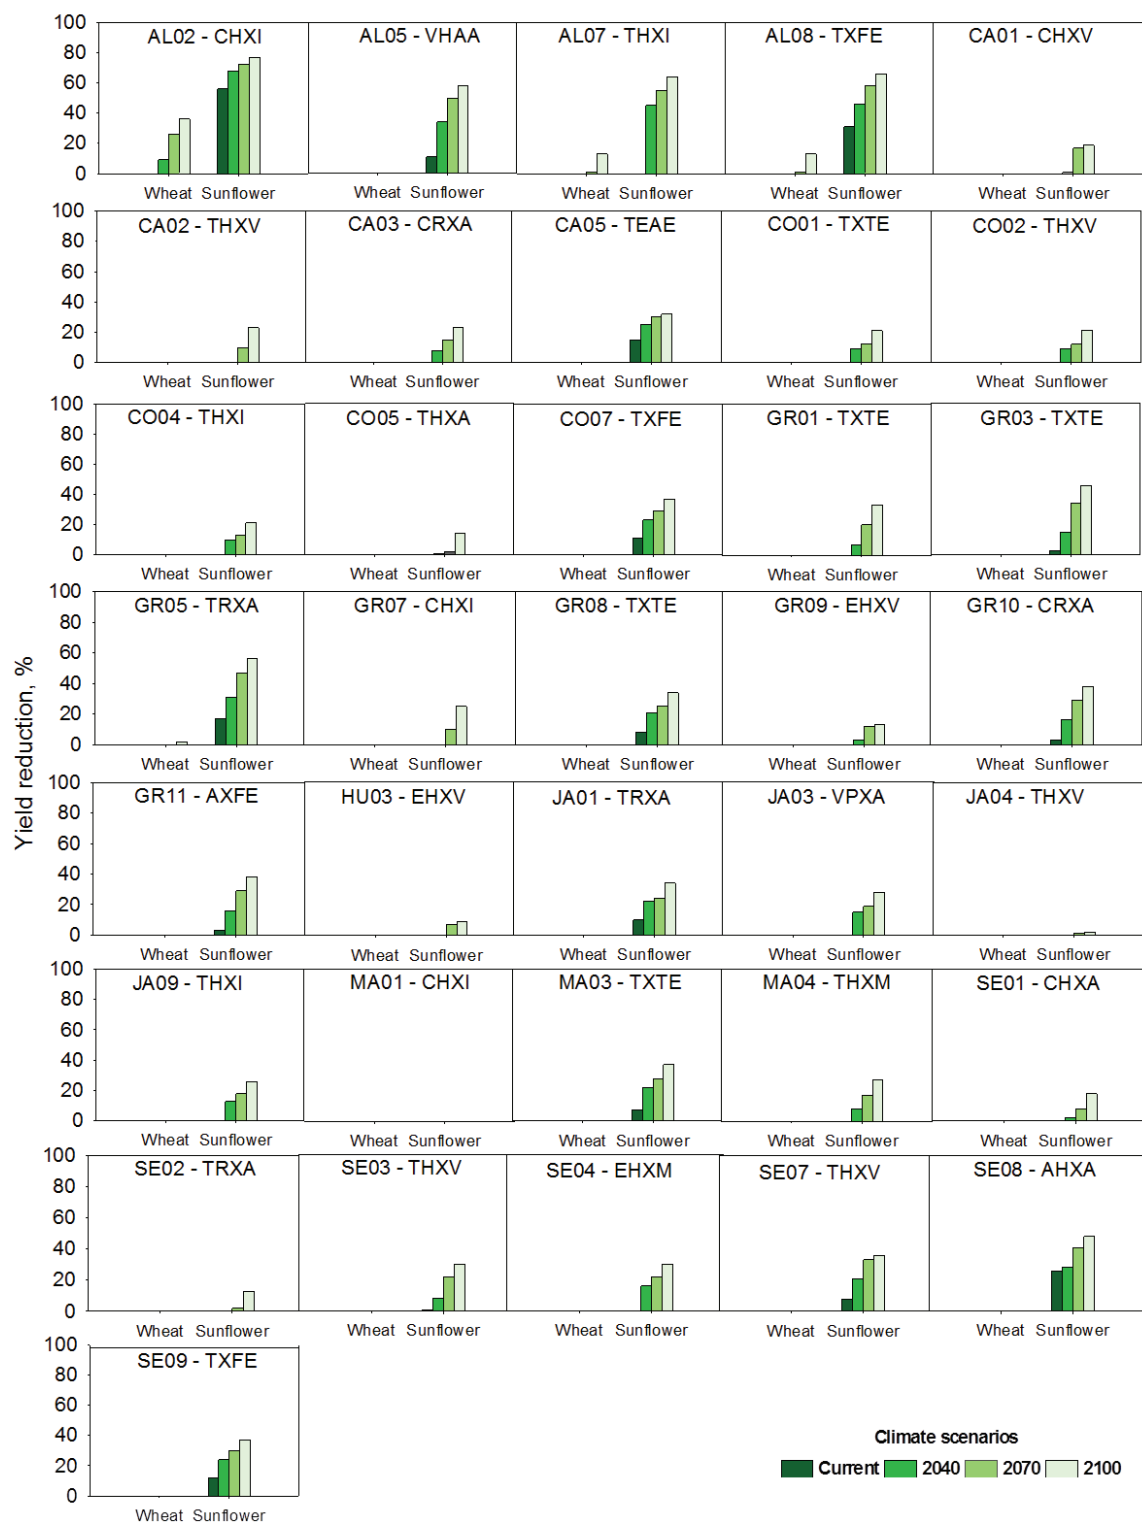 100 80 60 40 20 0
AL02 - CHXI AL05 - VHAA AL07 - THXI AL08 - TXFE CA01 - CHXV
Wheat Sunflower Wheat Sunflower Wheat Sunflower Wheat Sunflower Wheat Sunflower
100 80 60 40 20 0
CA02 - THXV CA03 - CRXA CA05 - TEAE CO01 - TXTE CO02 - THXV
Wheat Sunflower Wheat Sunflower Wheat Sunflower Wheat Sunflower Wheat Sunflower
100 80 60 40 20 0
CO04 - THXI CO05 - THXA CO07 - TXFE GR01 - TXTE GR03 - TXTE
Wheat Sunflower Wheat Sunflower Wheat Sunflower Wheat Sunflower Wheat Sunflower
Yield reduction, %
100 80 60 40 20 0
GR05 - TRXA GR07 - CHXI GR08 - TXTE GR09 - EHXV GR10 - CRXA
Wheat Sunflower Wheat Sunflower Wheat Sunflower Wheat Sunflower Wheat Sunflower
100 80 60 40 20 0
GR11 - AXFE HU03 - EHXV JA01 - TRXA JA03 - VPXA JA04 - THXV
Wheat Sunflower Wheat Sunflower Wheat Sunflower Wheat Sunflower Wheat Sunflower
100 80 60 40 20 0
JA09 - THXI MA01 - CHXI MA03 - TXTE MA04 - THXM SE01 - CHXA
Wheat Sunflower Wheat Sunflower Wheat Sunflower Wheat Sunflower Wheat Sunflower
100 80 60 40 20 0
SE02 - TRXA SE03 - THXV SE04 - EHXM SE07 - THXV SE08 - AHXA
Wheat Sunflower Wheat Sunflower Wheat Sunflower Wheat Sunflower Wheat Sunflower
100 80 60 40 20 0
SE09 - TXFE
Wheat Sunflower
Climate scenarios
Current 2040 2070 2100